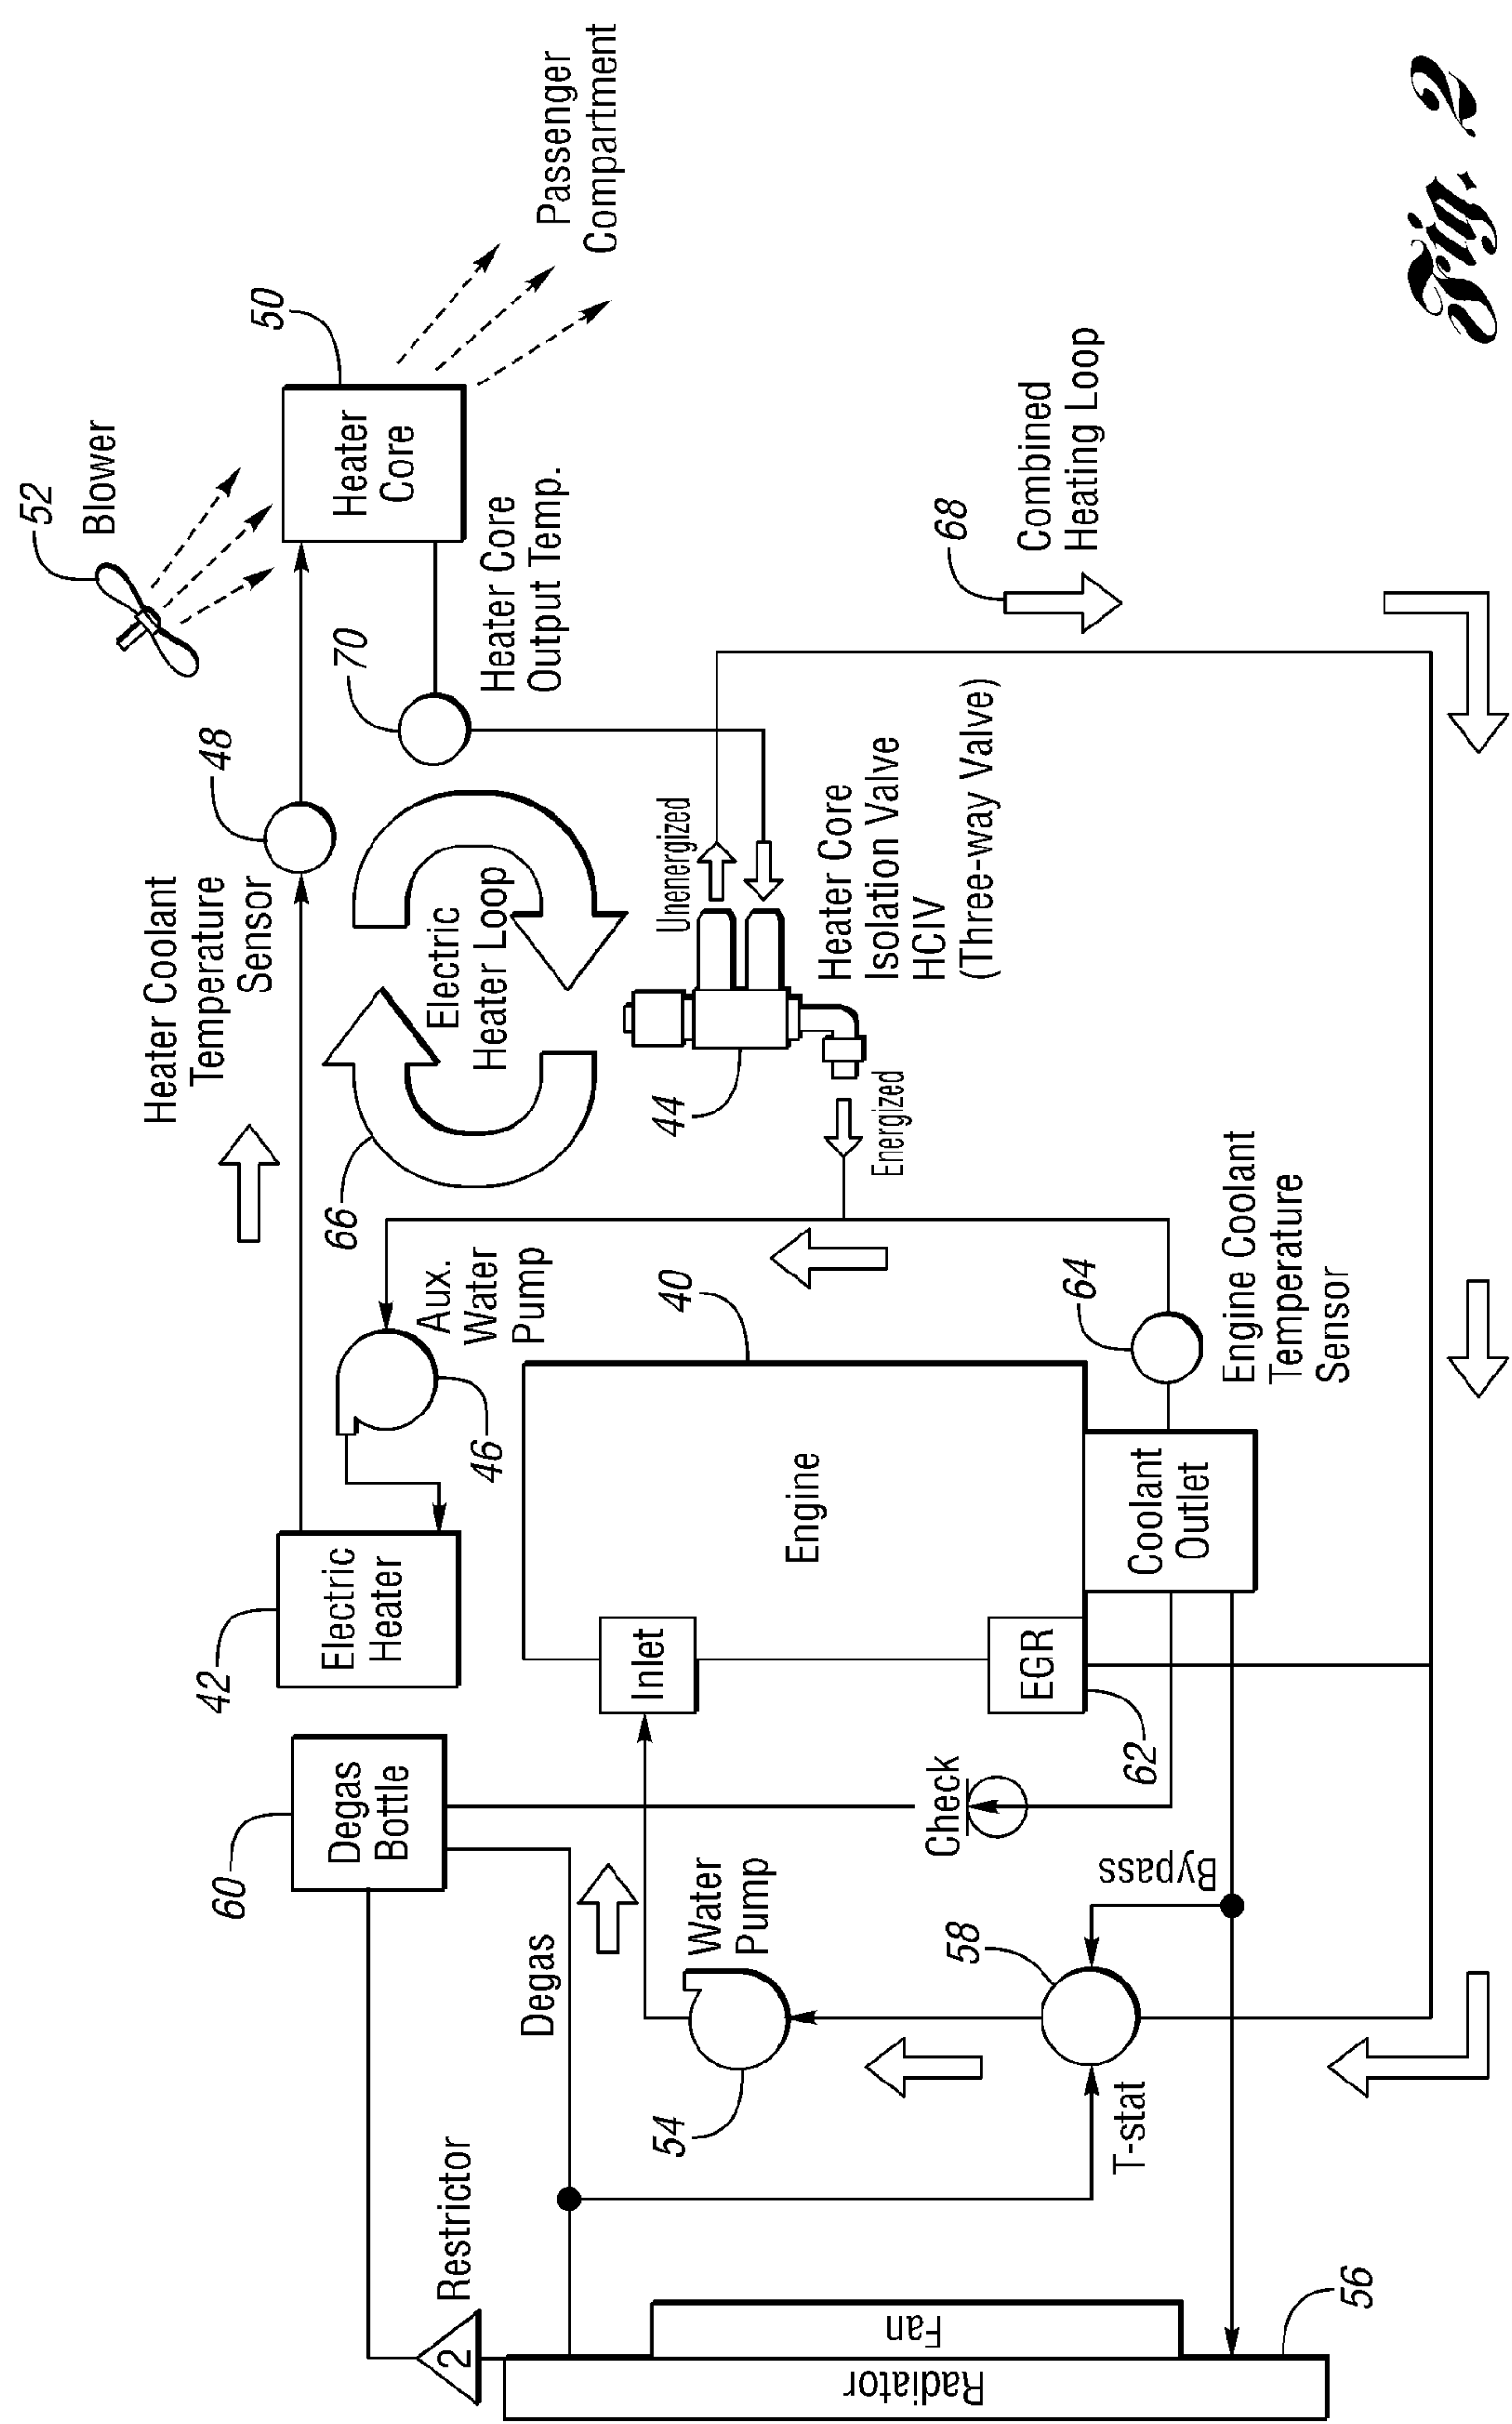 52
Blower
50
Heater
Core
Passenger
Compartment
Heater Coolant
Temperature
Sensor
48
70
Heater Core
Output Temp.
66
Electric
Heater Loop
42
Electric
Heater
Aux.
Water
Pump
46
60
Degas
Bottle
Restrictor
2
Degas
Unenergized
44
Energized
Heater Core
Isolation Valve
HCIV
(Three-way Valve)
68
Combined
Heating Loop
40
Engine
Inlet
EGR
62
Coolant
Outlet
64
Engine Coolant
Temperature
Sensor
Check
Water
Pump
54
58
Bypass
T-stat
Fan
Radiator
56
Fig. 2